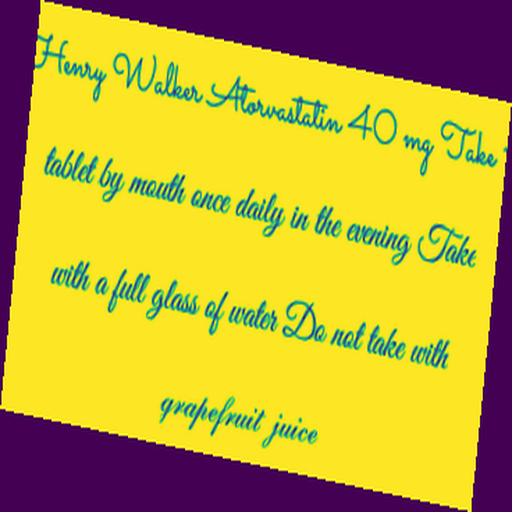 Henry Walker Atorvastatin 40 mg Take
tablet by mouth once daily in the evening Take
with a full glass of water Do not take with
grapefruit juice